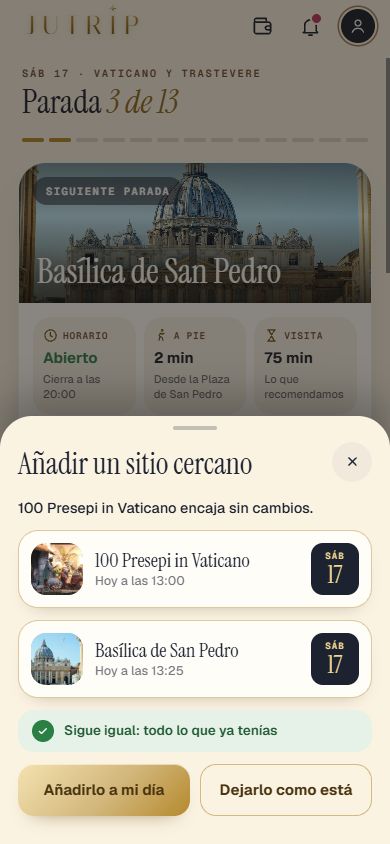 JUTRIP
SÁB 17 · VATICANO Y TRASTEVERE
Parada 3 de 13
SIGUIENTE PARADA
Basílica de San Pedro
HORARIO
Abierto
Cierra a las
20:00
A PIE
2 min
Desde la Plaza
de San Pedro
VISITA
75 min
Lo que
recomendamos
Añadir un sitio cercano
100 Presepi in Vaticano encaja sin cambios.
100 Presepi in Vaticano
Hoy a las 13:00
SÁB
17
Basílica de San Pedro
Hoy a las 13:25
SÁB
17
Sigue igual: todo lo que ya tenías
Añadirlo a mi día
Dejarlo como está